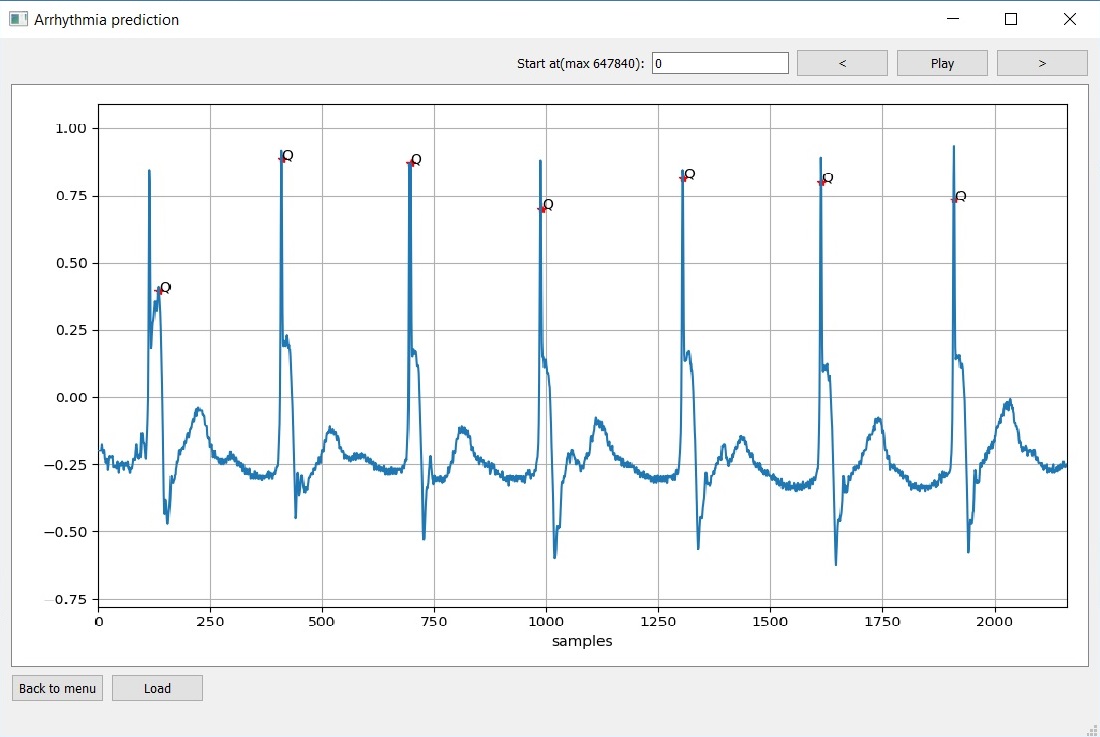 Arrhythmia prediction
Start at(max 647840): 0 < Play >
1.00
Q Q
0.75 Q Q Q
Q Q
0.50
Q
0.25
0.00
−0.25
−0.50
−0.75
0 250 500 750 1000 1250 1500 1750 2000
samples
Back to menu Load